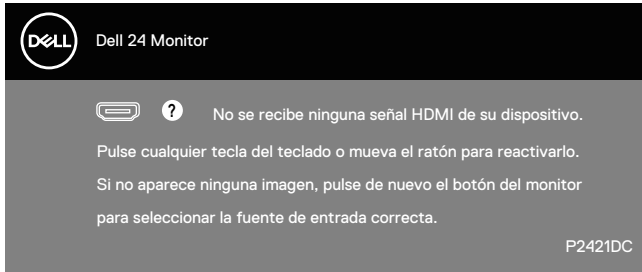 DELL
Dell 24 Monitor
? No se recibe ninguna señal HDMI de su dispositivo.
Pulse cualquier tecla del teclado o mueva el ratón para reactivarlo.
Si no aparece ninguna imagen, pulse de nuevo el botón del monitor
para seleccionar la fuente de entrada correcta.
P2421DC